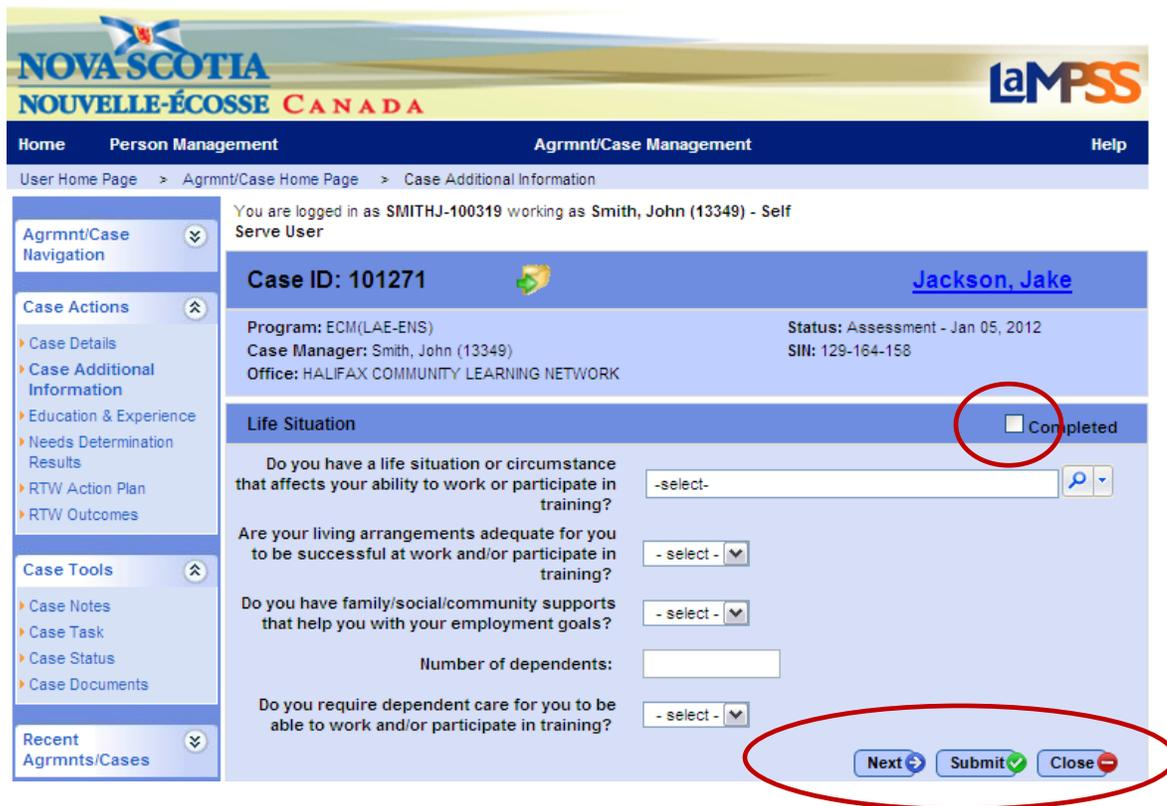 NOVA SCOTIA
NOUVELLE-ÉCOSSE CANADA
LaMPSS
Home Person Management Agrmnt/Case Management Help
User Home Page > Agrmnt/Case Home Page > Case Additional Information
Agrmnt/Case
Navigation
Case Actions
Case Details
Case Additional
Information
Education & Experience
Needs Determination
Results
RTW Action Plan
RTW Outcomes
Case Tools
Case Notes
Case Task
Case Status
Case Documents
Recent
Agrmnts/Cases
You are logged in as SMITHJ-100319 working as Smith, John (13349) - Self
Serve User
Case ID: 101271 Jackson, Jake
Program: ECM(LAE-ENS) Status: Assessment - Jan 05, 2012
Case Manager: Smith, John (13349) SIN: 129-164-158
Office: HALIFAX COMMUNITY LEARNING NETWORK
Life Situation Completed
Do you have a life situation or circumstance
that affects your ability to work or participate in
training?
-select-
Are your living arrangements adequate for you
to be successful at work and/or participate in
training?
- select -
Do you have family/social/community supports
that help you with your employment goals?
- select -
Number of dependents:
Do you require dependent care for you to be
able to work and/or participate in training?
- select -
Next Submit Close